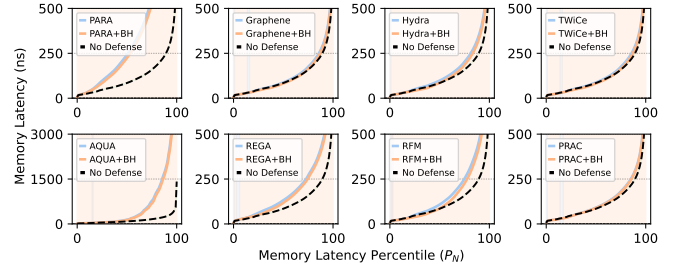 Memory Latency (ns)
500
250
0
PARA
PARA+BH
No Defense
0
100
500
250
0
Graphene
Graphene+BH
No Defense
0
100
500
250
0
Hydra
Hydra+BH
No Defense
0
100
500
250
0
TWiCe
TWiCe+BH
No Defense
0
100
3000
1500
0
AQUA
AQUA+BH
No Defense
0
100
500
250
0
REGA
REGA+BH
No Defense
0
100
500
250
0
RFM
RFM+BH
No Defense
0
100
500
250
0
PRAC
PRAC+BH
No Defense
0
100
Memory Latency Percentile (P_N)